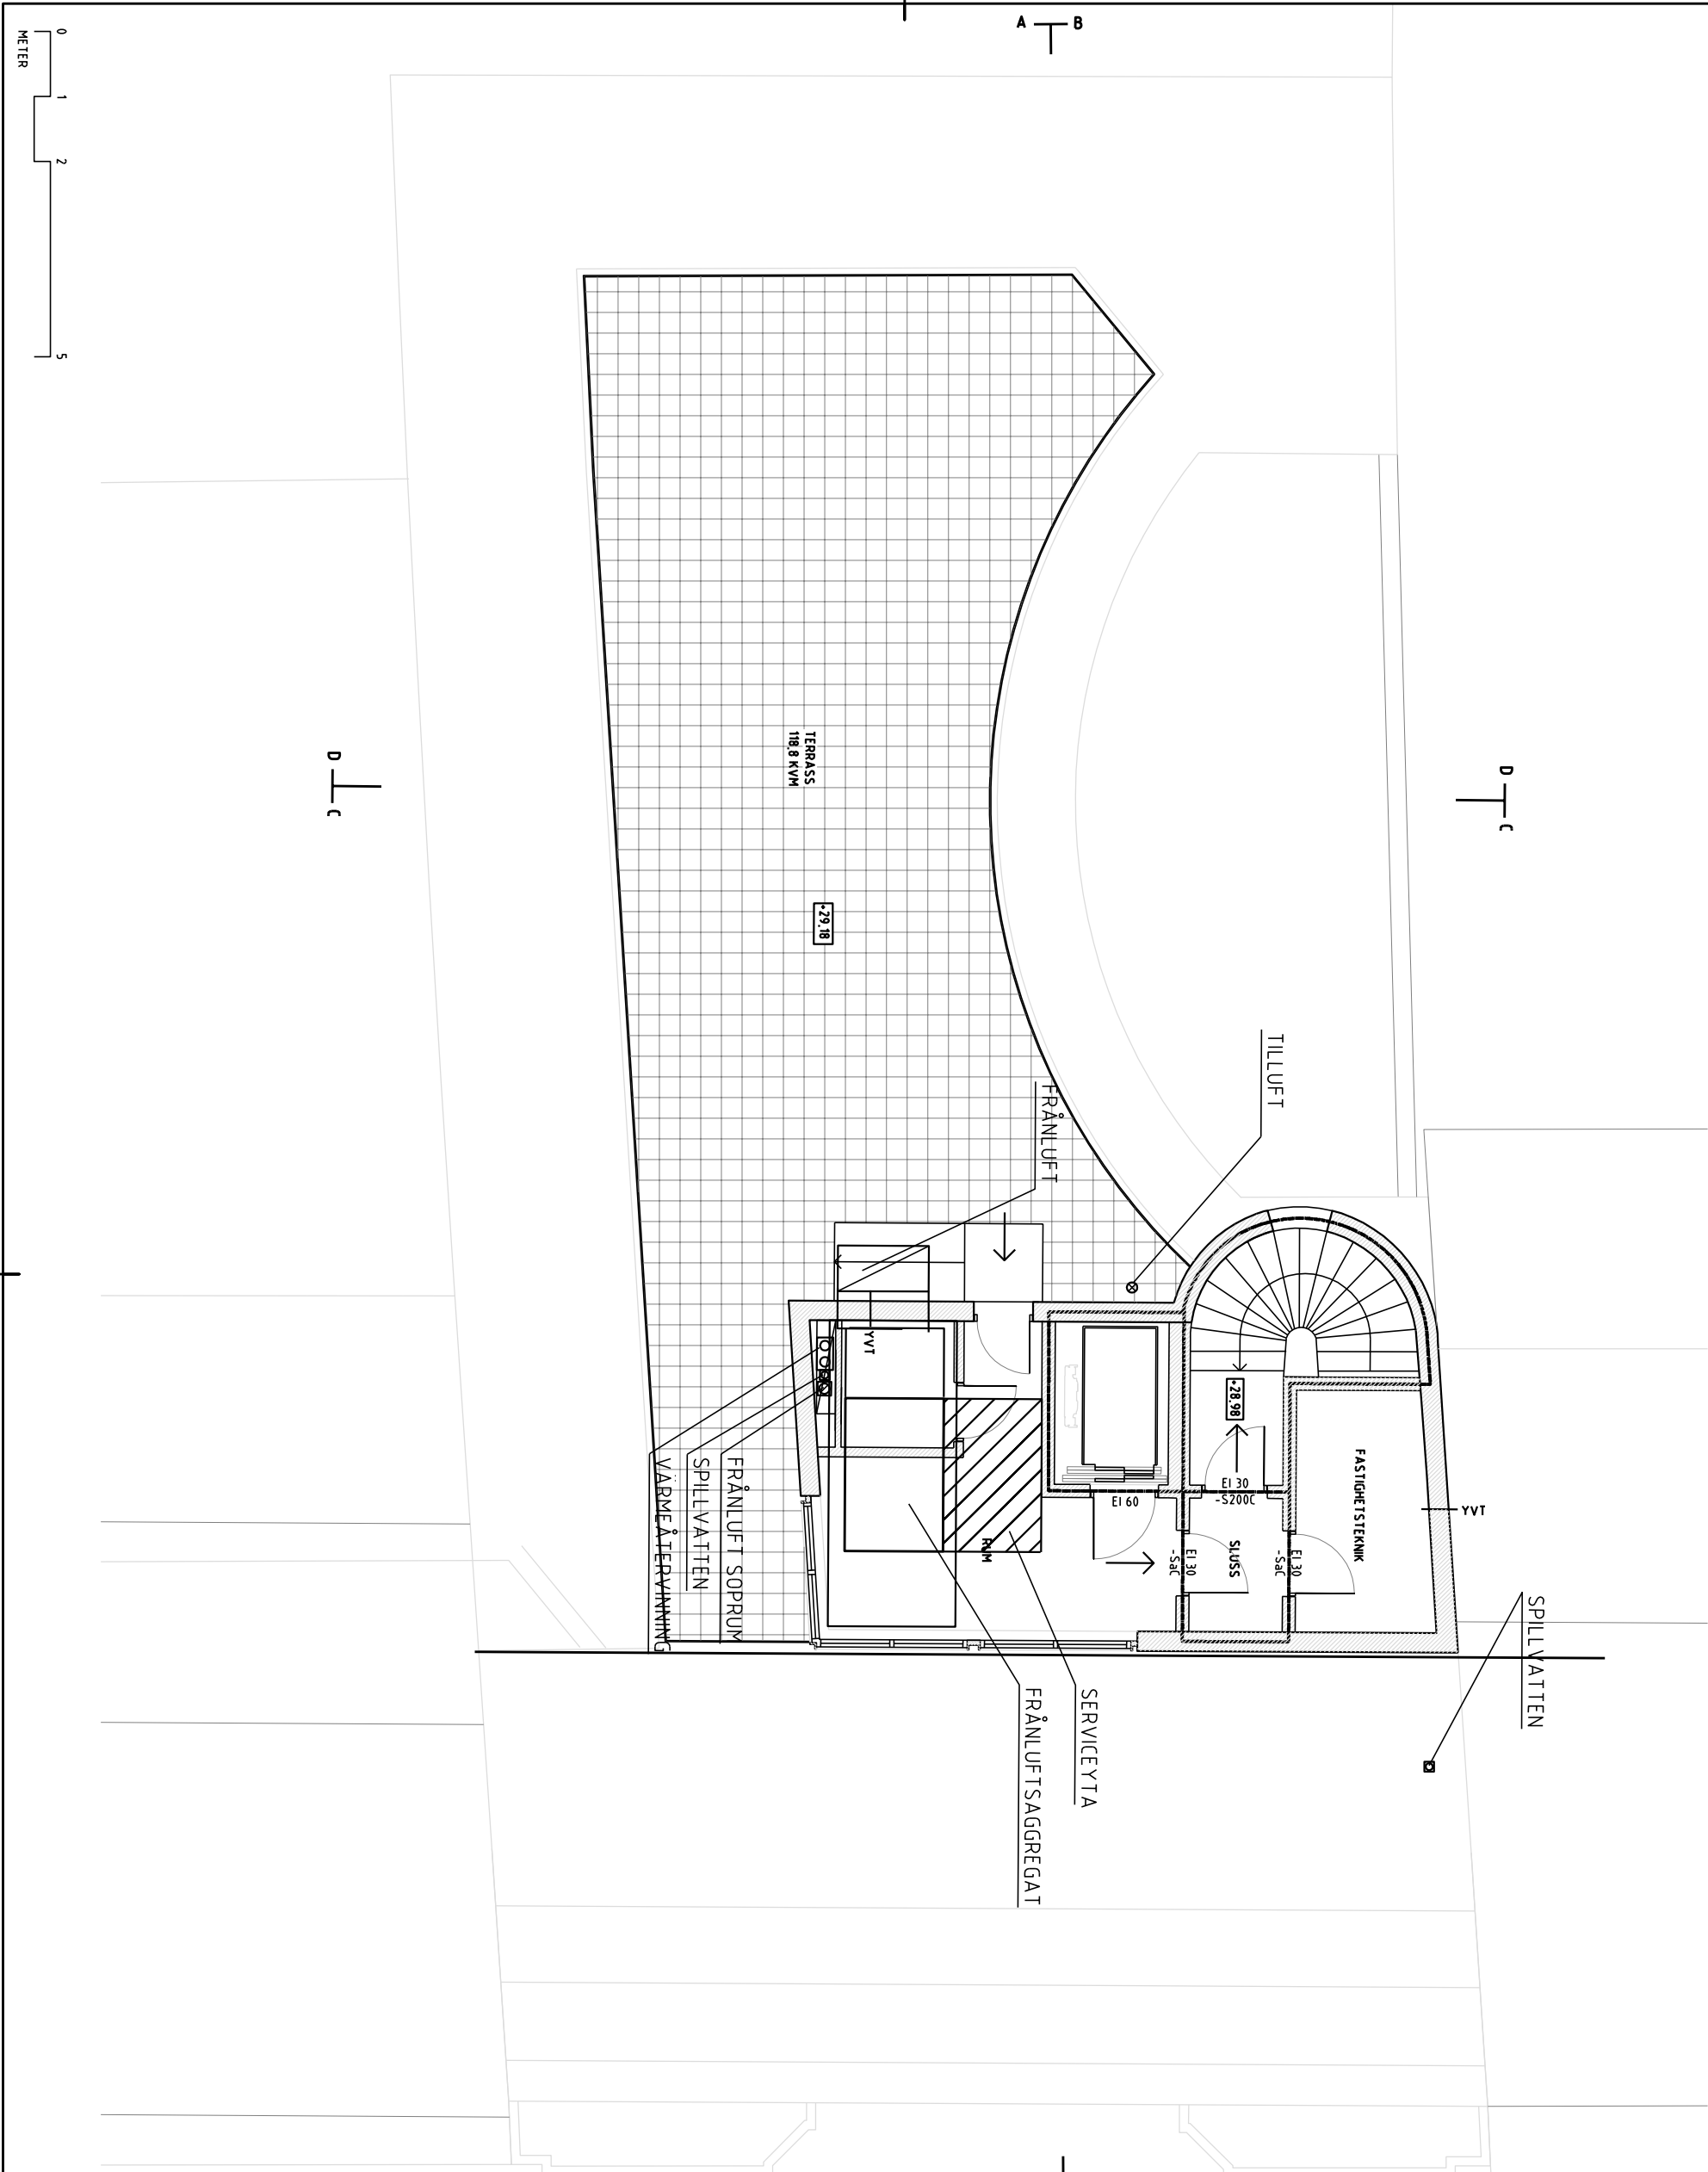 A B
0 1 2 5
METER
D C
D C
TERRASS
118,8 KVM
+29.18
TILLUFT
FRÅNLUFT
YVT
+28.98
FASTIGHETSTEKNIK
EI 30
-S200C
EI 60
YVT
SLUSS
EI 30
-SaC
EI 30
-SaC
RUM
FRÅNLUFT SOPRUM
SPILLVATTEN
VÄRMEÅTERVINNING
SPILLVATTEN
SERVICEYTA
FRÅNLUFTSAGGREGAT